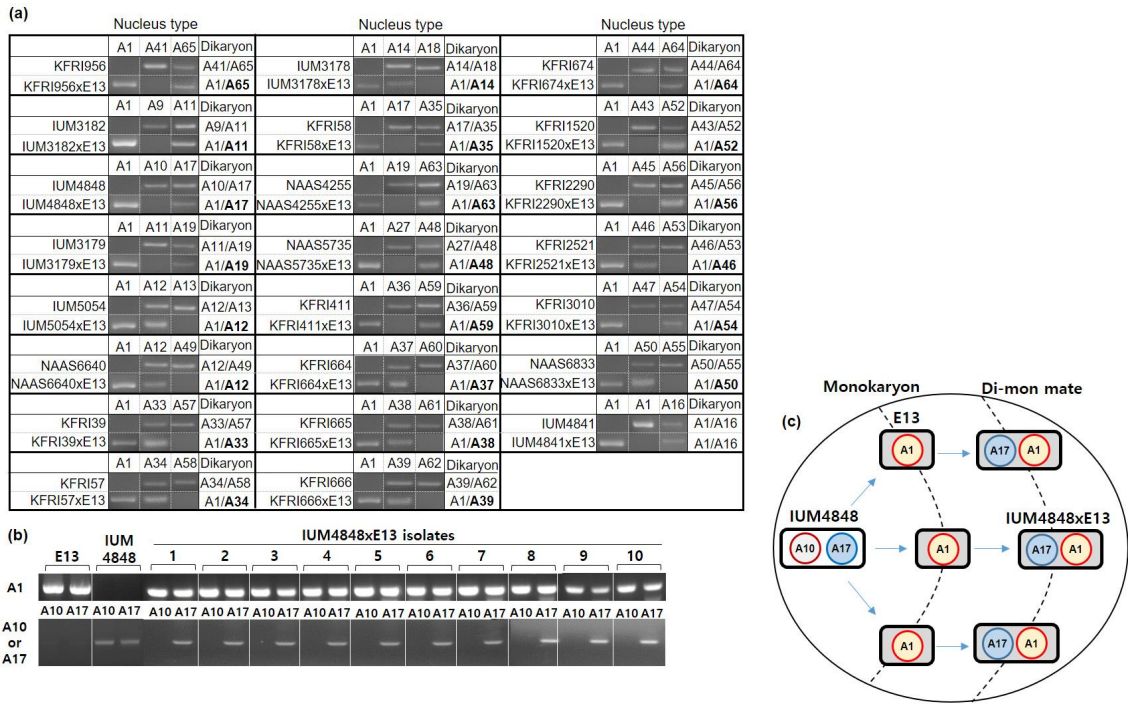 (a)
Nucleus type Nucleus type Nucleus type
A1 A41 A65 Dikaryon A1 A14 A18 Dikaryon A1 A44 A64 Dikaryon
KFRI956 A41/A65 IUM3178 A14/A18 KFRI674 A44/A64
KFRI956xE13 A1/A65 IUM3178xE13 A1/A14 KFRI674xE13 A1/A64
A1 A9 A11 Dikaryon A1 A17 A35 Dikaryon A1 A43 A52 Dikaryon
IUM3182 A9/A11 KFRI58 A17/A35 KFRI1520 A43/A52
IUM3182xE13 A1/A11 KFRI58xE13 A1/A35 KFRI1520xE13 A1/A52
A1 A10 A17 Dikaryon A1 A19 A63 Dikaryon A1 A45 A56 Dikaryon
IUM4848 A10/A17 NAAS4255 A19/A63 KFRI2290 A45/A56
IUM4848xE13 A1/A17 NAAS4255xE13 A1/A63 KFRI2290xE13 A1/A56
A1 A11 A19 Dikaryon A1 A27 A48 Dikaryon A1 A46 A53 Dikaryon
IUM3179 A11/A19 NAAS5735 A27/A48 KFRI2521 A46/A53
IUM3179xE13 A1/A19 NAAS5735xE13 A1/A48 KFRI2521xE13 A1/A46
A1 A12 A13 Dikaryon A1 A36 A59 Dikaryon A1 A47 A54 Dikaryon
IUM5054 A12/A13 KFRI411 A36/A59 KFRI3010 A47/A54
IUM5054xE13 A1/A12 KFRI411xE13 A1/A59 KFRI3010xE13 A1/A54
A1 A12 A49 Dikaryon A1 A37 A60 Dikaryon A1 A50 A55 Dikaryon
NAAS6640 A12/A49 KFRI664 A37/A60 NAAS6833 A50/A55
NAAS6640xE13 A1/A12 KFRI664xE13 A1/A37 NAAS6833xE13 A1/A50
A1 A33 A57 Dikaryon A1 A38 A61 Dikaryon A1 A1 A16 Dikaryon
KFRI39 A33/A57 KFRI665 A38/A61 IUM4841 A1/A16
KFRI39xE13 A1/A33 KFRI665xE13 A1/A38 IUM4841xE13 A1/A16
A1 A34 A58 Dikaryon A1 A39 A62 Dikaryon
KFRI57 A34/A58 KFRI666 A39/A62
KFRI57xE13 A1/A34 KFRI666xE13 A1/A39
(b)
IUM4848xE13 isolates
E13 IUM 4848 1 2 3 4 5 6 7 8 9 10
A1
A10 A17 A10 A17 A10 A17 A10 A17 A10 A17 A10 A17 A10 A17 A10 A17 A10 A17 A10 A17 A10 A17 A10 A17
A10
or
A17
(c)
Monokaryon Di-mon mate
E13
A1 A17 A1
IUM4848 IUM4848xE13
A10 A17 A1 A17 A1
A1 A17 A1